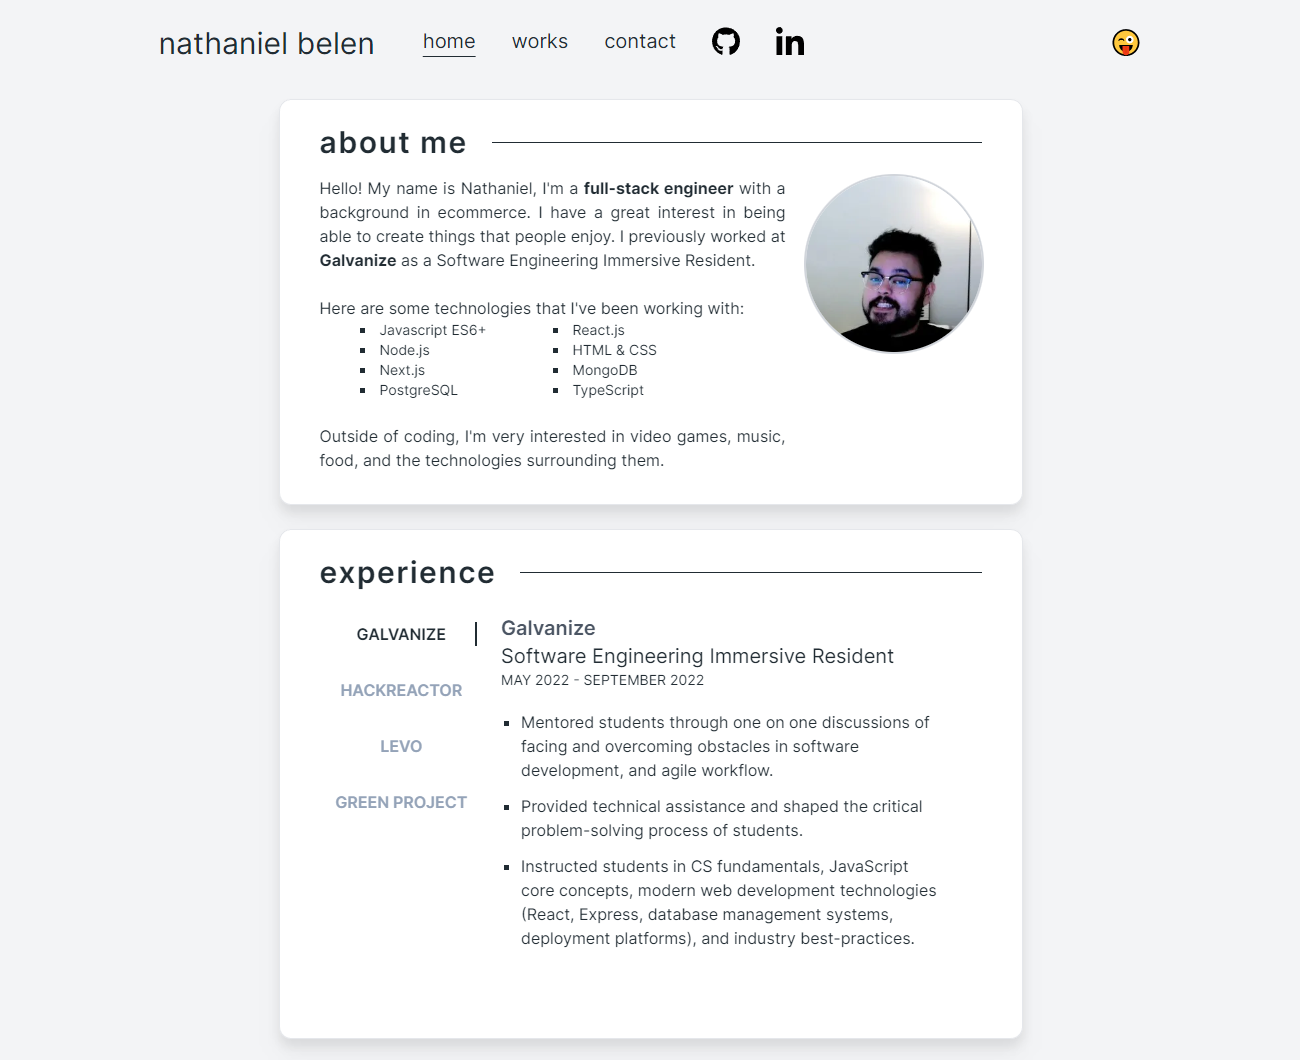 nathaniel belen home works contact
about me
Hello! My name is Nathaniel, I'm a full-stack engineer with a
background in ecommerce. I have a great interest in being
able to create things that people enjoy. I previously worked at
Galvanize as a Software Engineering Immersive Resident.
Here are some technologies that I've been working with:
Javascript ES6+
Node.js
Next.js
PostgreSQL
React.js
HTML & CSS
MongoDB
TypeScript
Outside of coding, I'm very interested in video games, music,
food, and the technologies surrounding them.
experience
GALVANIZE
HACKREACTOR
LEVO
GREEN PROJECT
Galvanize
Software Engineering Immersive Resident
MAY 2022 - SEPTEMBER 2022
Mentored students through one on one discussions of
facing and overcoming obstacles in software
development, and agile workflow.
Provided technical assistance and shaped the critical
problem-solving process of students.
Instructed students in CS fundamentals, JavaScript
core concepts, modern web development technologies
(React, Express, database management systems,
deployment platforms), and industry best-practices.